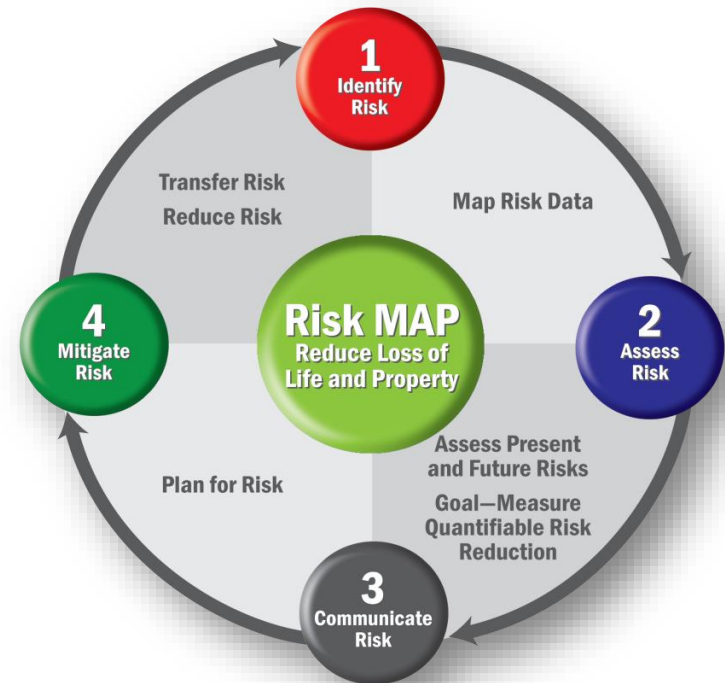 1
Identify
Risk
Transfer Risk
Reduce Risk
Map Risk Data
4
Mitigate
Risk
Risk MAP
Reduce Loss of
Life and Property
2
Assess
Risk
Plan for Risk
Assess Present
and Future Risks
Goal—Measure
Quantifiable Risk
Reduction
3
Communicate
Risk